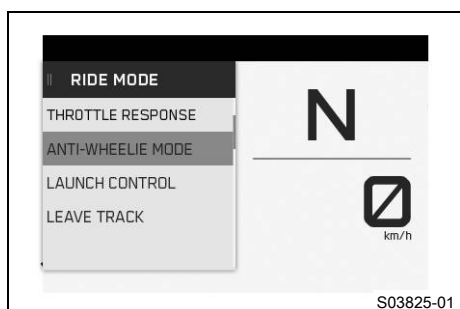 RIDE MODE
THROTTLE RESPONSE
ANTI-WHEELIE MODE
LAUNCH CONTROL
LEAVE TRACK
N
0
km/h
S03825-01